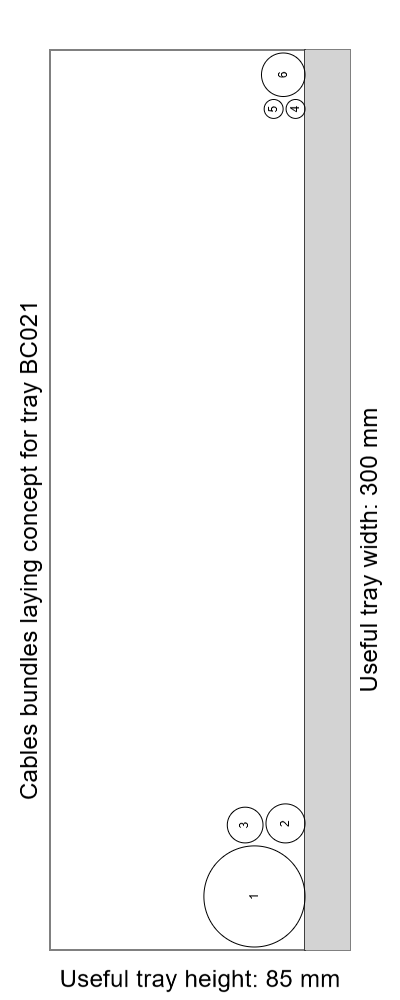 Cables bundles laying concept for tray BC021
6
5 4
Useful tray width: 300 mm
3 2
1
Useful tray height: 85 mm